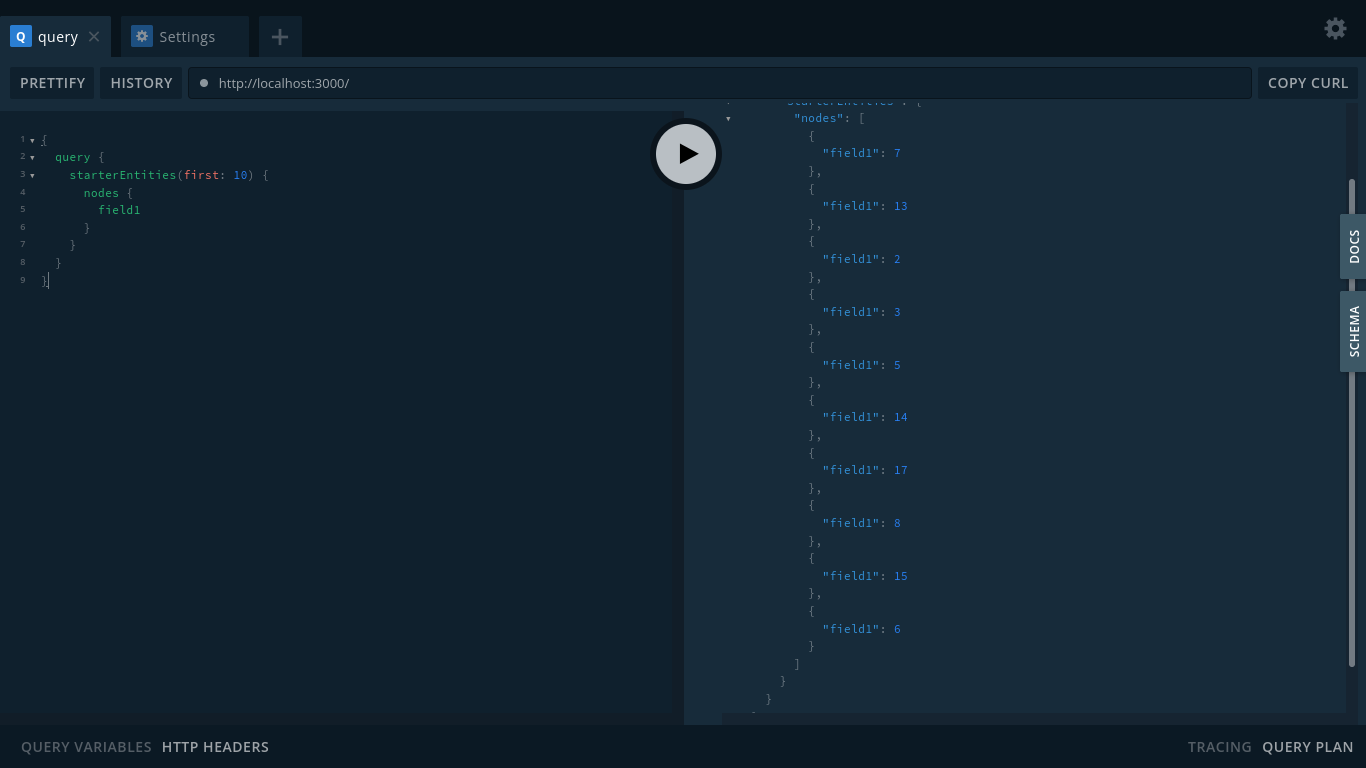 Q query
Settings
PRETTIFY HISTORY http://localhost:3000/ COPY CURL
1 {
2 query {
3 starterEntities(first: 10) {
4 nodes {
5 field1
6 }
7 }
8 }
9 }
"starterEntities": {
"nodes": [
{
"field1": 7
},
{
"field1": 13
},
{
"field1": 2
},
{
"field1": 3
},
{
"field1": 5
},
{
"field1": 14
},
{
"field1": 17
},
{
"field1": 8
},
{
"field1": 15
},
{
"field1": 6
}
]
}
}
DOCS
SCHEMA
QUERY VARIABLES HTTP HEADERS
TRACING QUERY PLAN